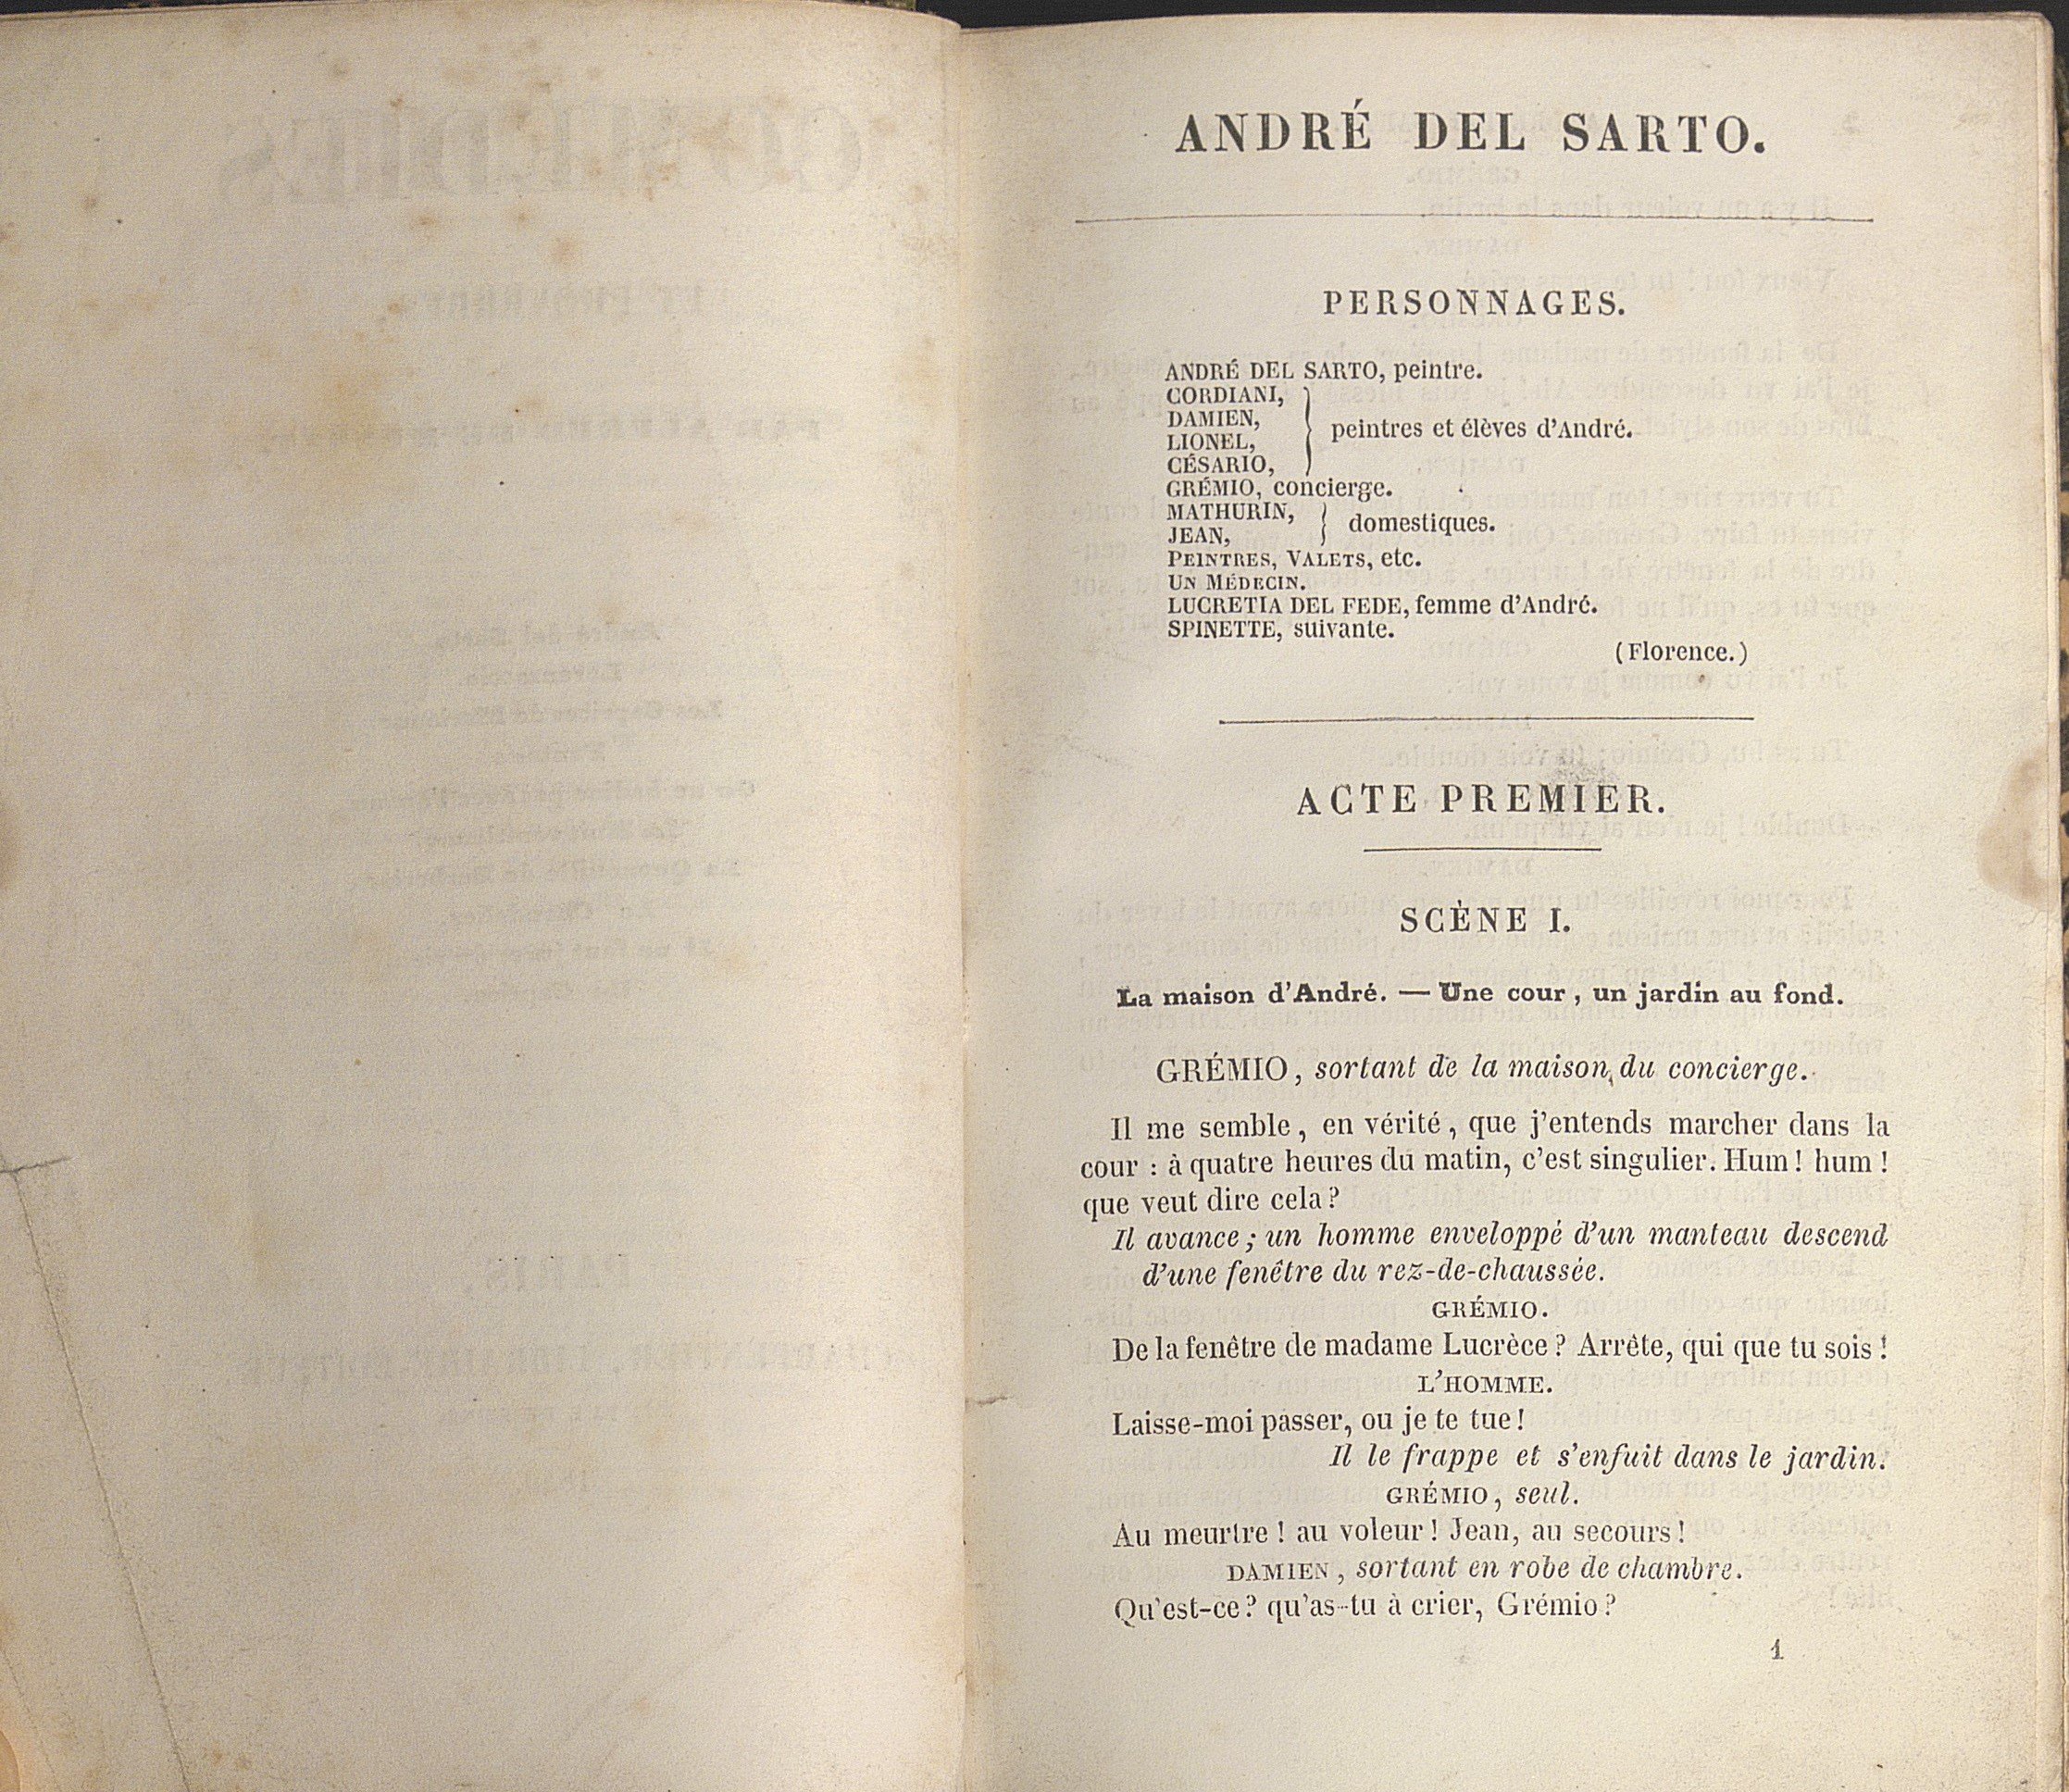 ANDRÉ DEL SARTO.
PERSONNAGES.
ANDRÉ DEL SARTO, peintre.
CORDIANI,
DAMIEN,
LIONEL,
CÉSARIO,
peintres et élèves d'André.
GRÉMIO, concierge.
MATHURIN,
JEAN,
domestiques.
PEINTRES, VALETS, etc.
UN MÉDECIN.
LUCRETIA DEL FEDE, femme d'André.
SPINETTE, suivante.
(Florence.)
ACTE PREMIER.
SCÈNE I.
La maison d'André. — Une cour, un jardin au fond.
GRÉMIO, sortant de la maison du concierge.
Il me semble, en vérité, que j'entends marcher dans la
cour : à quatre heures du matin, c'est singulier. Hum! hum!
que veut dire cela?
Il avance; un homme enveloppé d'un manteau descend
d'une fenêtre du rez-de-chaussée.
GRÉMIO.
De la fenêtre de madame Lucrèce? Arrête, qui que tu sois!
L'HOMME.
Laisse-moi passer, ou je te tue!
Il le frappe et s'enfuit dans le jardin.
GRÉMIO, seul.
Au meurtre! au voleur! Jean, au secours!
DAMIEN, sortant en robe de chambre.
Qu'est-ce? qu'as-tu à crier, Grémio?
1